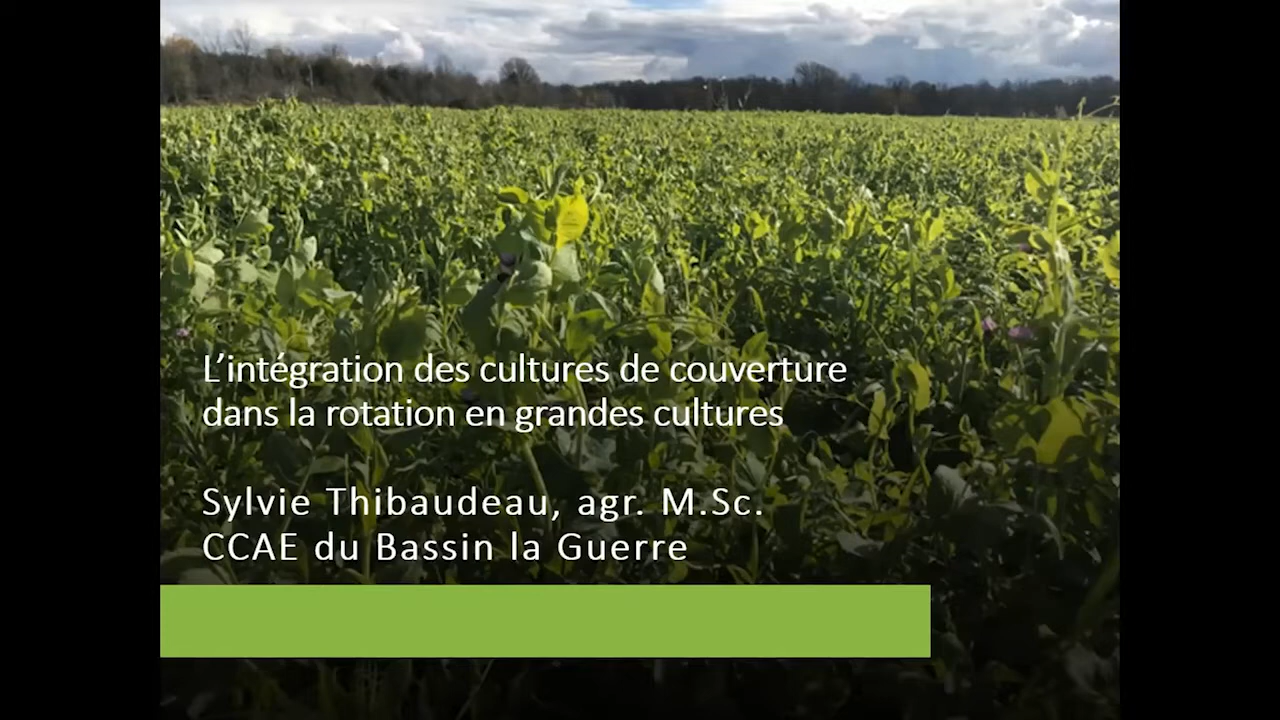 L’intégration des cultures de couverture
dans la rotation en grandes cultures
Sylvie Thibaudeau, agr. M.Sc.
CCAE du Bassin la Guerre